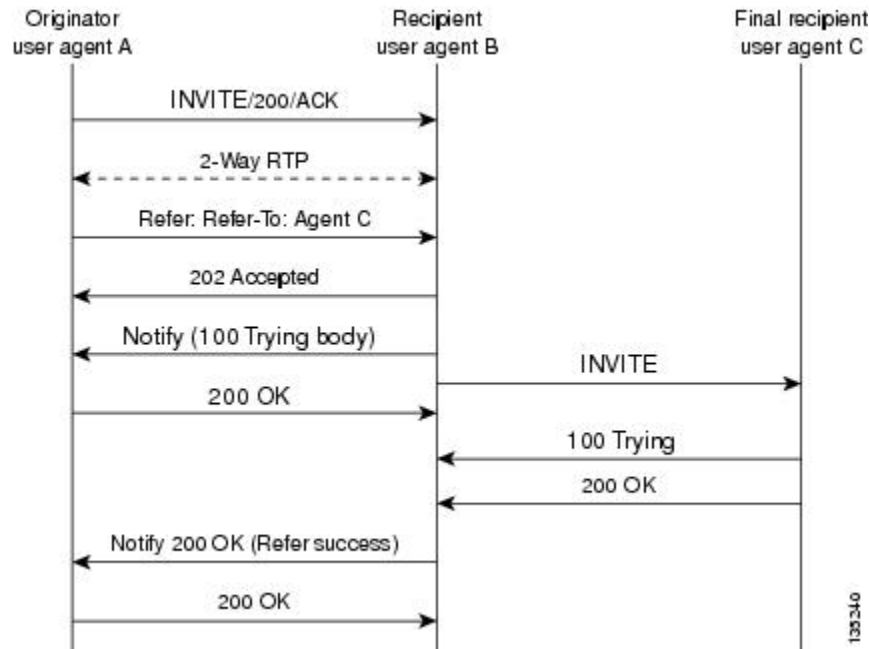 Originator
user agent A
Recipient
user agent B
Final recipient
user agent C
INVITE/200/ACK
2-Way RTP
Refer: Refer-To: Agent C
202 Accepted
Notify (100 Trying body)
INVITE
200 OK
100 Trying
200 OK
Notify 200 OK (Refer success)
200 OK
135240